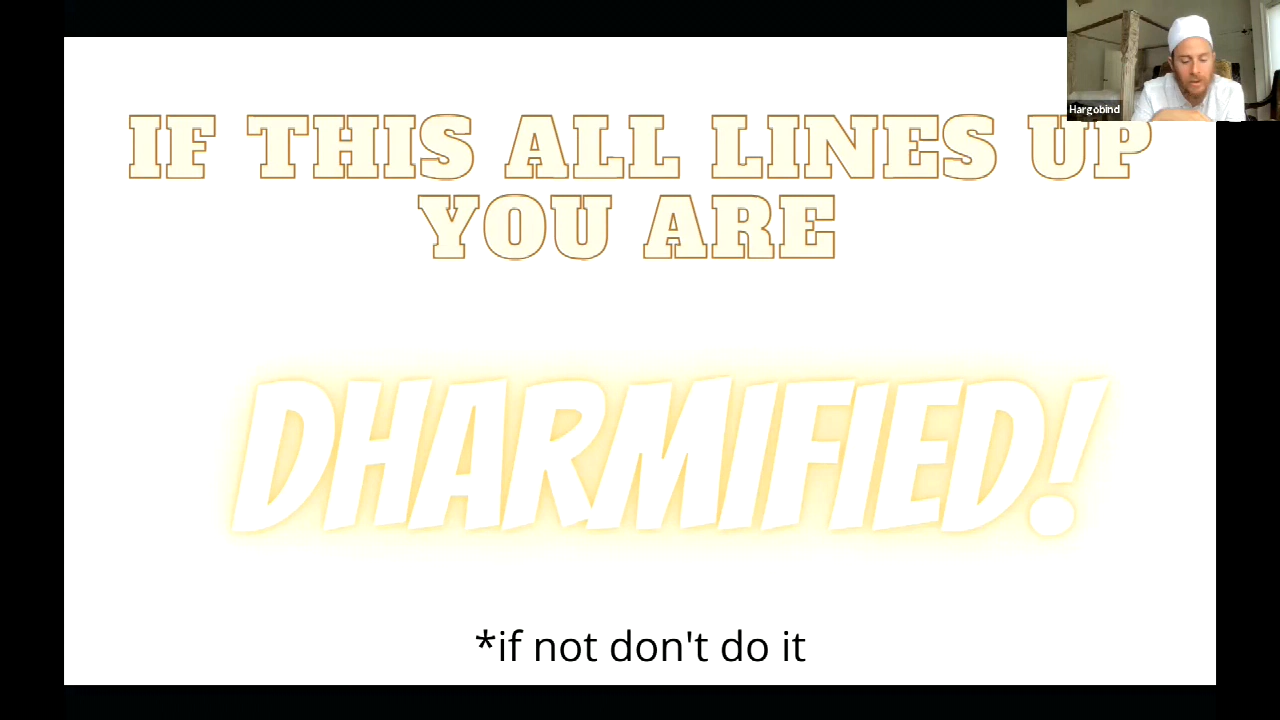 Hargobind
IF THIS ALL LINES UP
YOU ARE
DHARMIFIED!
*if not don't do it